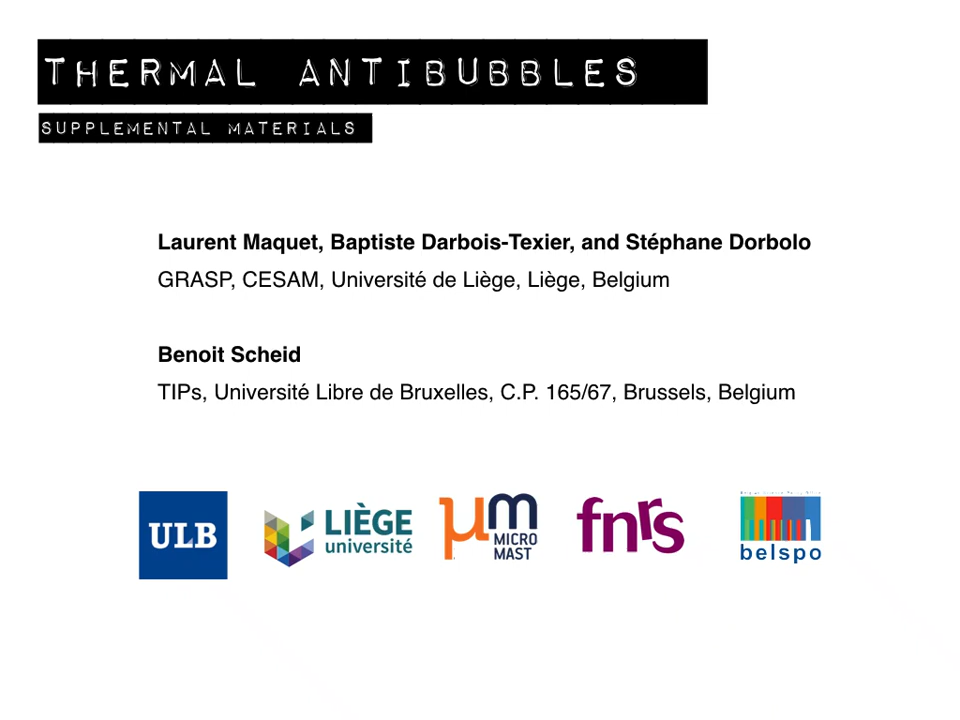 THERMAL ANTIBUBBLES
SUPPLEMENTAL MATERIALS
Laurent Maquet, Baptiste Darbois-Texier, and Stéphane Dorbolo
GRASP, CESAM, Université de Liège, Liège, Belgium
Benoit Scheid
TIPs, Université Libre de Bruxelles, C.P. 165/67, Brussels, Belgium
ULB
LIÈGE
université
µm
MICRO
MAST
fnrs
belspo